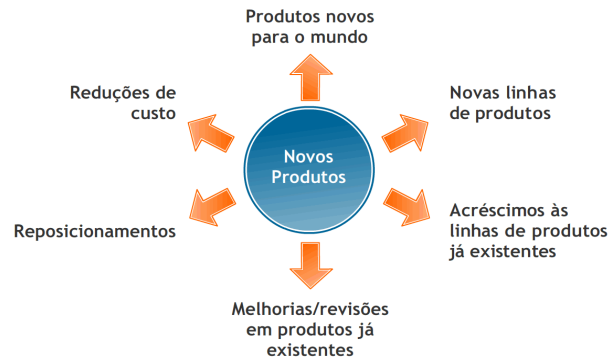 Produtos novos
para o mundo
Reduções de
custo
Novas linhas
de produtos
Novos
Produtos
Reposicionamentos
Acréscimos às
linhas de produtos
já existentes
Melhorias/revisões
em produtos já
existentes